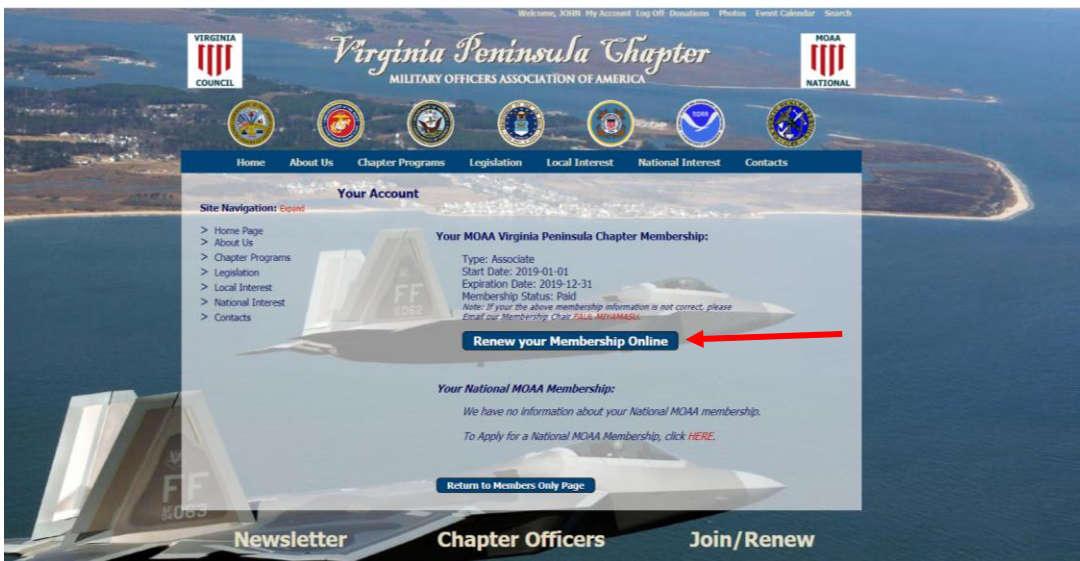 Welcome, JOHN My Account Log Off Donations Photos Event Calendar Search
VIRGINIA
COUNCIL
Virginia Peninsula Chapter
MILITARY OFFICERS ASSOCIATION OF AMERICA
MOAA
NATIONAL
NOAA
Home About Us Chapter Programs Legislation Local Interest National Interest Contacts
Your Account
Site Navigation: Expand
> Home Page
> About Us
> Chapter Programs
> Legislation
> Local Interest
> National Interest
> Contacts
Your MOAA Virginia Peninsula Chapter Membership:
Type: Associate
Start Date: 2019-01-01
Expiration Date: 2019-12-31
Membership Status: Paid
Note: If your the above membership information is not correct, please
Email our Membership Chair PAUL MIYAMASU.
Renew your Membership Online
Your National MOAA Membership:
We have no information about your National MOAA membership.
To Apply for a National MOAA Membership, click HERE.
Return to Members Only Page
FF
FF
063
Newsletter Chapter Officers Join/Renew